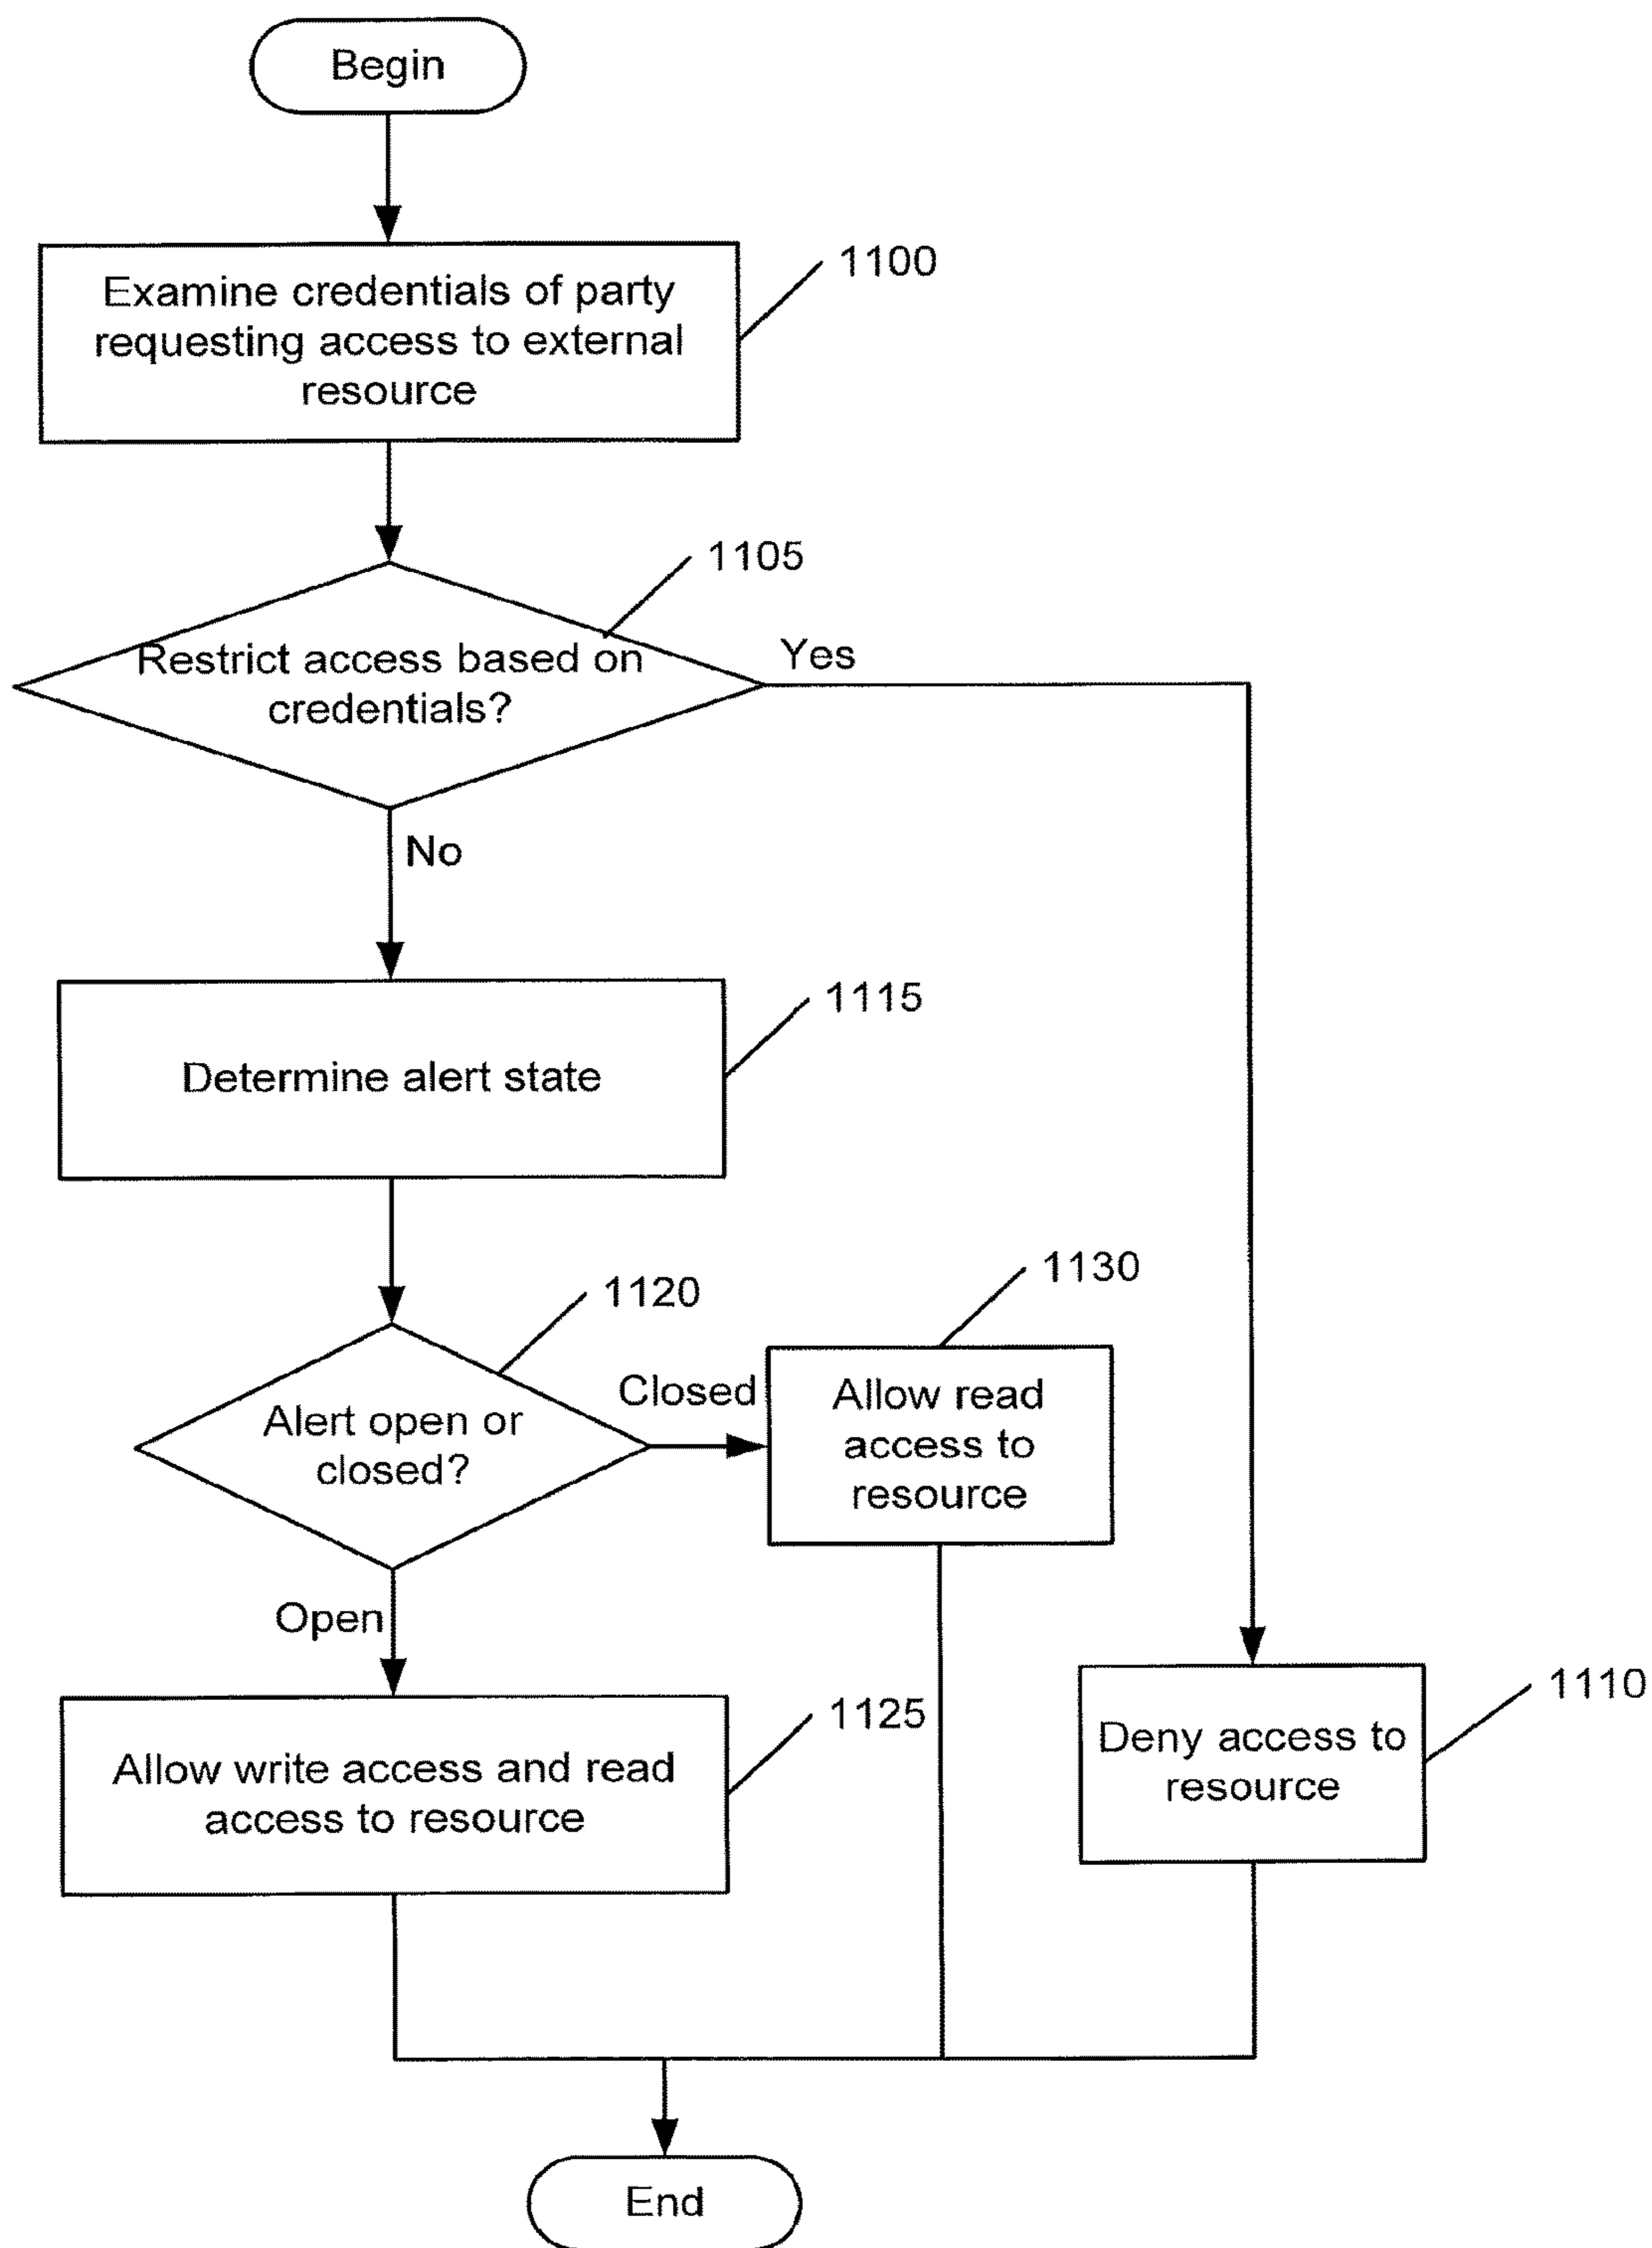 Begin
1100
Examine credentials of party
requesting access to external
resource
1105
Restrict access based on
credentials?
Yes
No
1115
Determine alert state
1120
Alert open or
closed?
Closed
1130
Allow read
access to
resource
Open
1125
Allow write access and read
access to resource
1110
Deny access to
resource
End